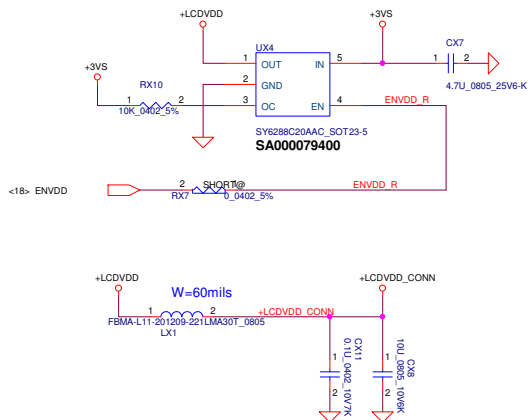 +LCDVDD
+3VS
UX4
CX7
1 OUT IN 5
1 2
+3VS
2 GND
4.7U_0805_25V6-K
RX10
1 2
3 OC EN 4
ENVDD_R
10K_0402_5%
SY6288C20AAC_SOT23-5
SA000079400
2 SHORT@ 1
ENVDD_R
<18> ENVDD
RX7 0_0402_5%
+LCDVDD
+LCDVDD_CONN
W=60mils
1 2
+LCDVDD_CONN
FBMA-L11-201209-221LMA30T_0805
LX1
1
2
CX11
0.1U_0402_10V7K
1
2
CX8
10U_0805_10V6K